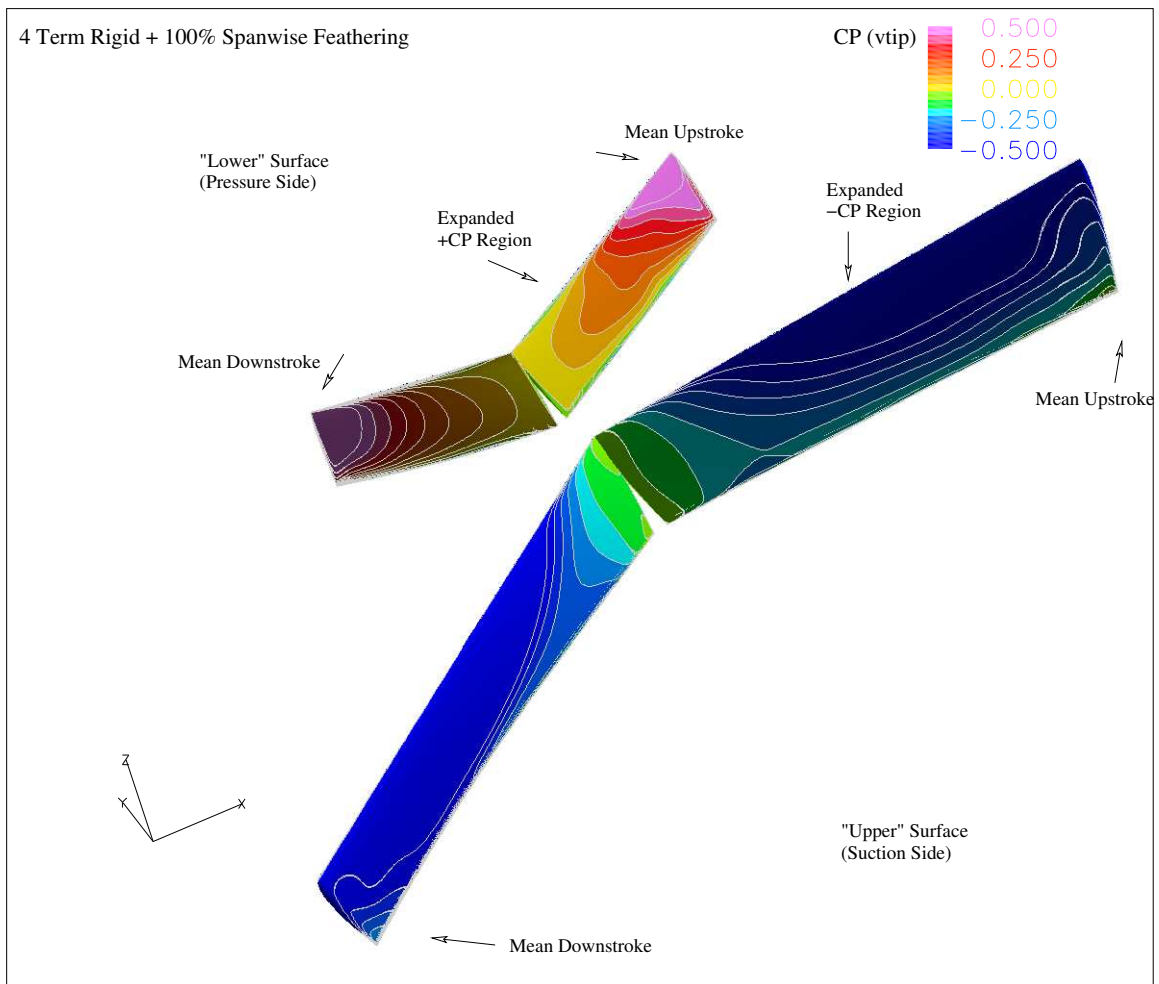 4 Term Rigid + 100% Spanwise Feathering
CP (vtip)
0.500
0.250
0.000
−0.250
−0.500
Mean Upstroke
"Lower" Surface
(Pressure Side)
Expanded
+CP Region
Expanded
−CP Region
Mean Downstroke
Mean Upstroke
Z
Y
X
"Upper" Surface
(Suction Side)
Mean Downstroke